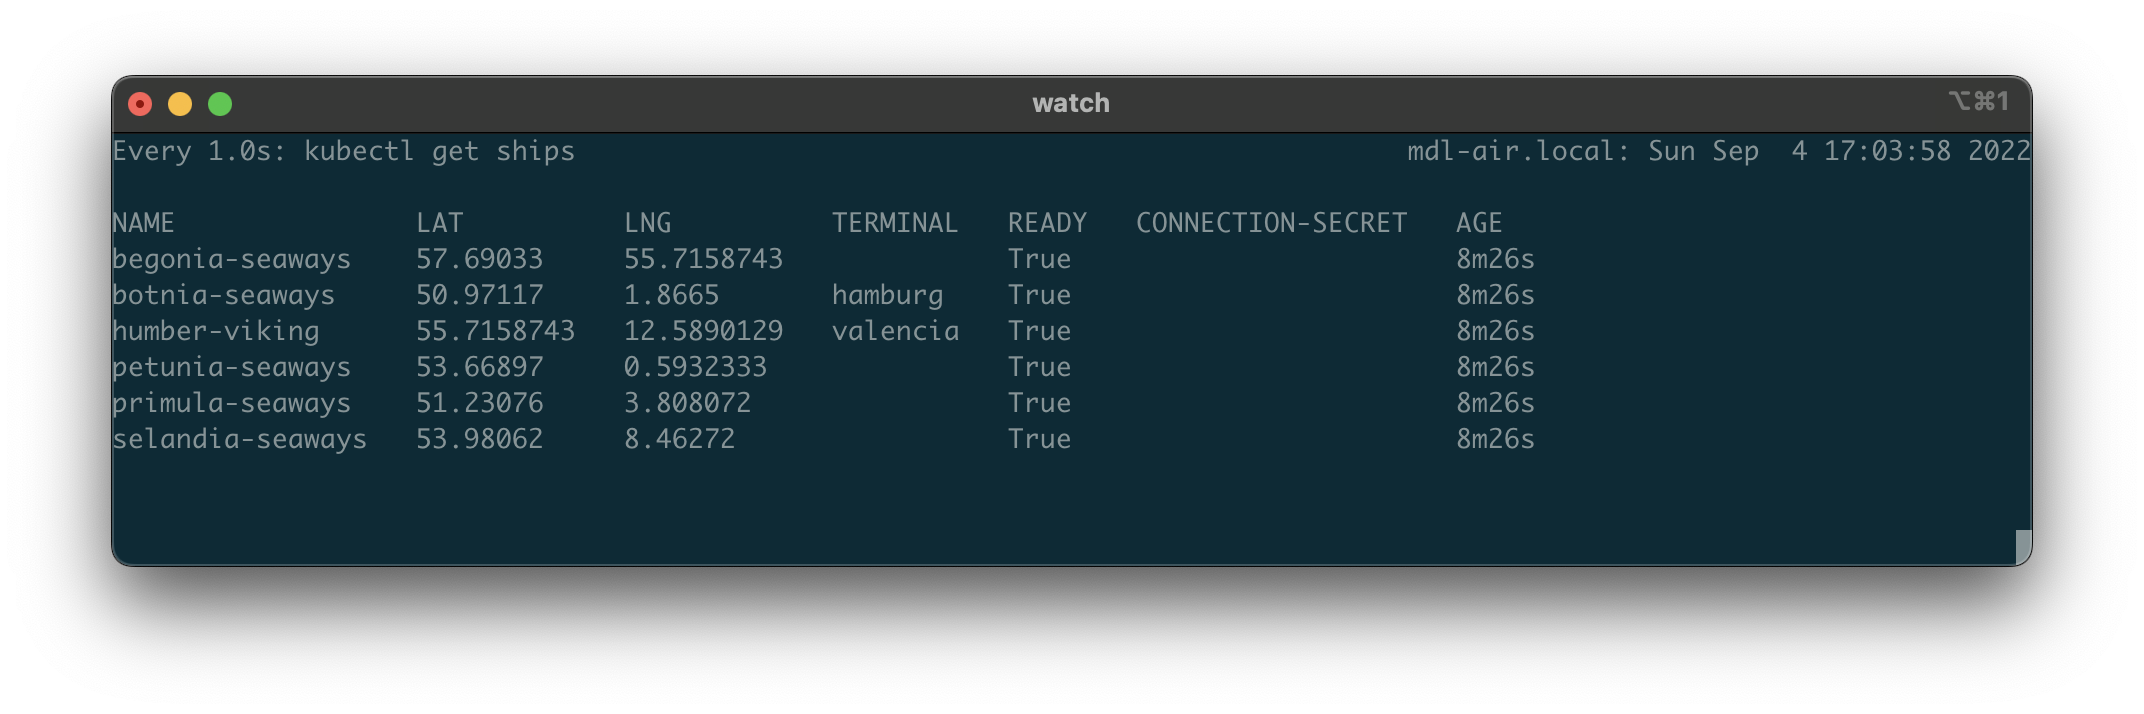 watch ⌥⌘1
Every 1.0s: kubectl get ships mdl-air.local: Sun Sep  4 17:03:58 2022
NAME LAT LNG TERMINAL READY CONNECTION-SECRET AGE
begonia-seaways 57.69033 55.7158743 True 8m26s
botnia-seaways 50.97117 1.8665 hamburg True 8m26s
humber-viking 55.7158743 12.5890129 valencia True 8m26s
petunia-seaways 53.66897 0.5932333 True 8m26s
primula-seaways 51.23076 3.808072 True 8m26s
selandia-seaways 53.98062 8.46272 True 8m26s